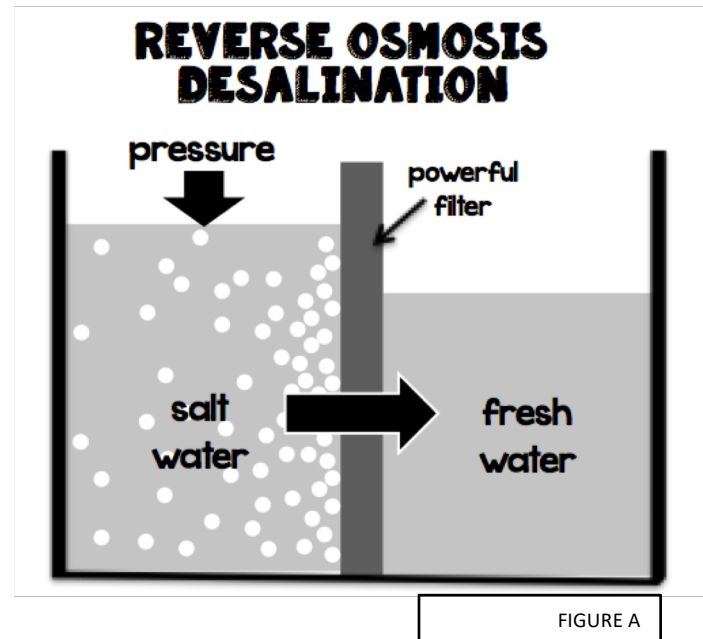 REVERSE OSMOSIS
DESALINATION
pressure
powerful
filter
salt
water
fresh
water
FIGURE A